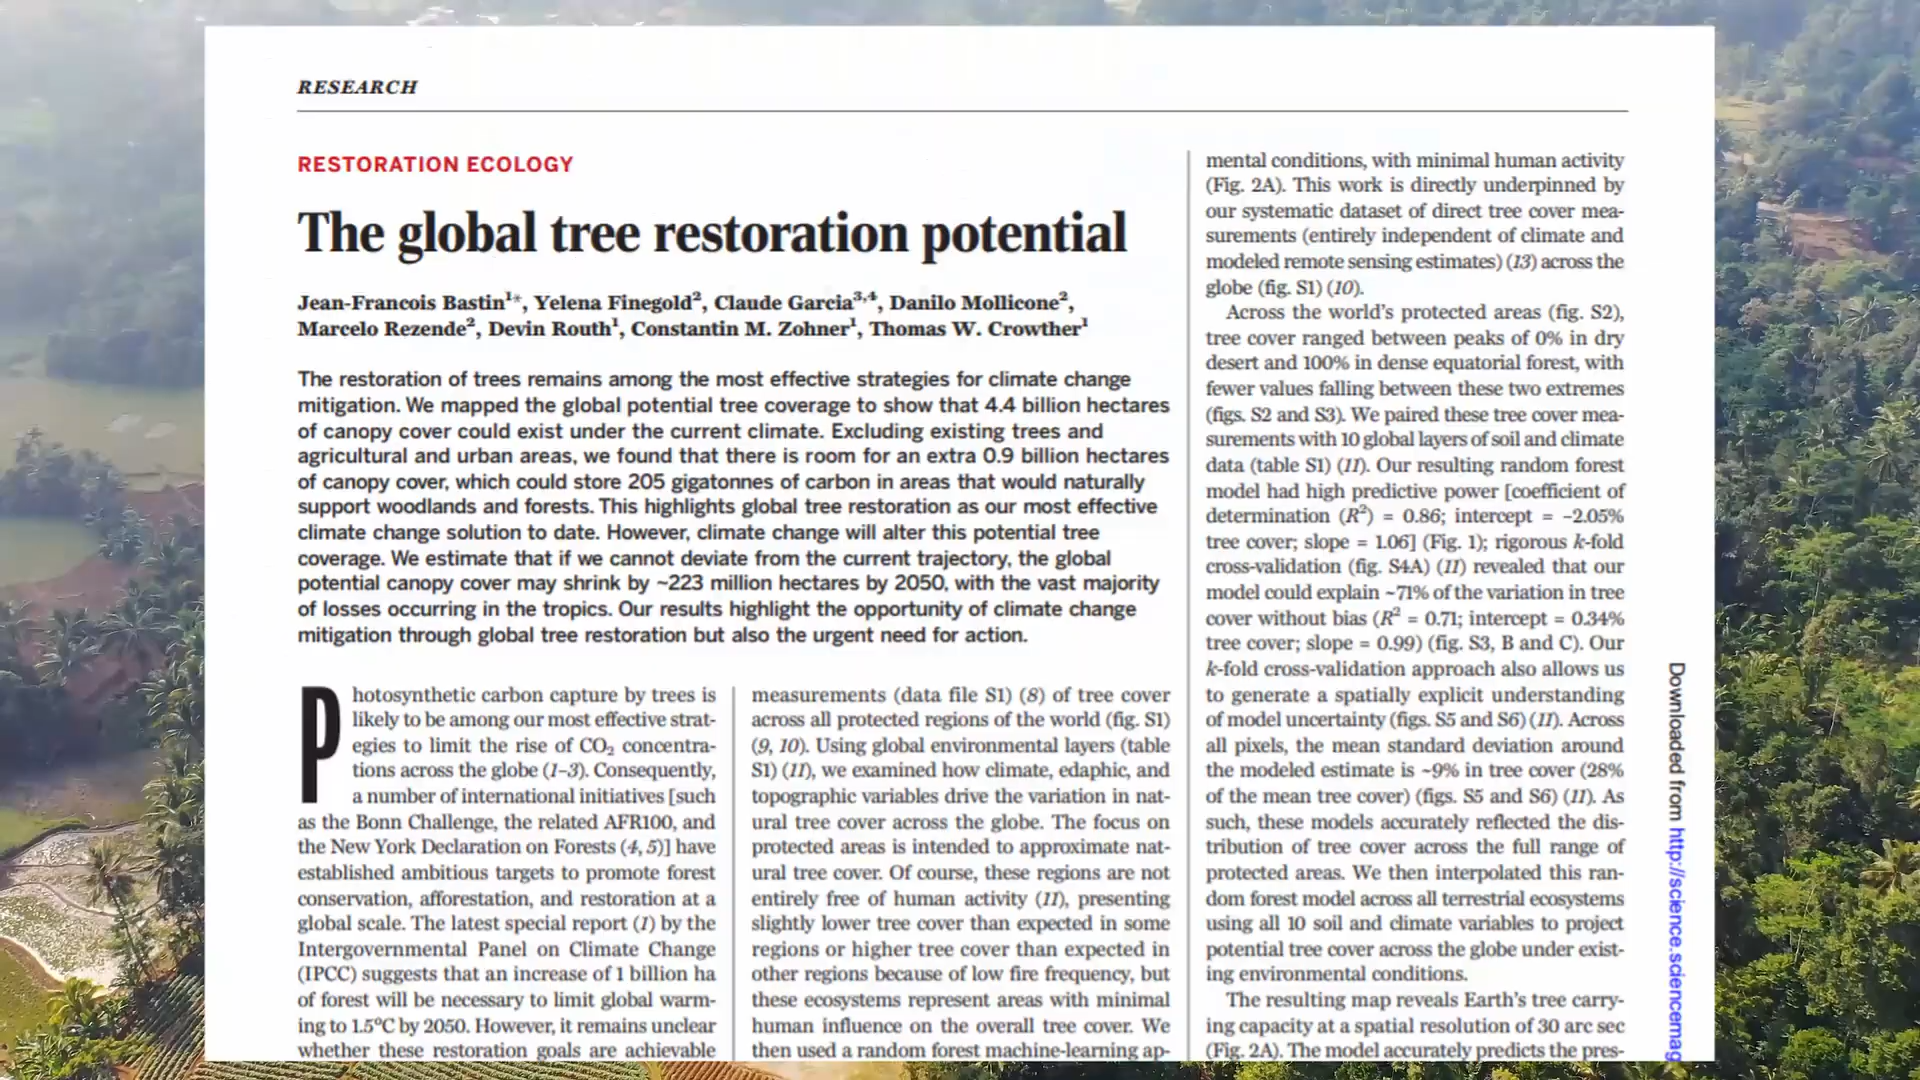 RESEARCH
RESTORATION ECOLOGY
The global tree restoration potential
Jean-Francois Bastin¹*, Yelena Finegold², Claude Garcia³,⁴, Danilo Mollicone²,
Marcelo Rezende², Devin Routh¹, Constantin M. Zohner¹, Thomas W. Crowther¹
The restoration of trees remains among the most effective strategies for climate change
mitigation. We mapped the global potential tree coverage to show that 4.4 billion hectares
of canopy cover could exist under the current climate. Excluding existing trees and
agricultural and urban areas, we found that there is room for an extra 0.9 billion hectares
of canopy cover, which could store 205 gigatonnes of carbon in areas that would naturally
support woodlands and forests. This highlights global tree restoration as our most effective
climate change solution to date. However, climate change will alter this potential tree
coverage. We estimate that if we cannot deviate from the current trajectory, the global
potential canopy cover may shrink by ~223 million hectares by 2050, with the vast majority
of losses occurring in the tropics. Our results highlight the opportunity of climate change
mitigation through global tree restoration but also the urgent need for action.
Photosynthetic carbon capture by trees is
likely to be among our most effective strat-
egies to limit the rise of CO₂ concentra-
tions across the globe (1–3). Consequently,
a number of international initiatives [such
as the Bonn Challenge, the related AFR100, and
the New York Declaration on Forests (4, 5)] have
established ambitious targets to promote forest
conservation, afforestation, and restoration at a
global scale. The latest special report (1) by the
Intergovernmental Panel on Climate Change
(IPCC) suggests that an increase of 1 billion ha
of forest will be necessary to limit global warm-
ing to 1.5°C by 2050. However, it remains unclear
whether these restoration goals are achievable
measurements (data file S1) (8) of tree cover
across all protected regions of the world (fig. S1)
(9, 10). Using global environmental layers (table
S1) (11), we examined how climate, edaphic, and
topographic variables drive the variation in nat-
ural tree cover across the globe. The focus on
protected areas is intended to approximate nat-
ural tree cover. Of course, these regions are not
entirely free of human activity (11), presenting
slightly lower tree cover than expected in some
regions or higher tree cover than expected in
other regions because of low fire frequency, but
these ecosystems represent areas with minimal
human influence on the overall tree cover. We
then used a random forest machine-learning ap-
mental conditions, with minimal human activity
(Fig. 2A). This work is directly underpinned by
our systematic dataset of direct tree cover mea-
surements (entirely independent of climate and
modeled remote sensing estimates) (13) across the
globe (fig. S1) (10).
Across the world's protected areas (fig. S2),
tree cover ranged between peaks of 0% in dry
desert and 100% in dense equatorial forest, with
fewer values falling between these two extremes
(figs. S2 and S3). We paired these tree cover mea-
surements with 10 global layers of soil and climate
data (table S1) (11). Our resulting random forest
model had high predictive power [coefficient of
determination (R²) = 0.86; intercept = −2.05%
tree cover; slope = 1.06] (Fig. 1); rigorous k-fold
cross-validation (fig. S4A) (11) revealed that our
model could explain ~71% of the variation in tree
cover without bias (R² = 0.71; intercept = 0.34%
tree cover; slope = 0.99) (fig. S3, B and C). Our
k-fold cross-validation approach also allows us
to generate a spatially explicit understanding
of model uncertainty (figs. S5 and S6) (11). Across
all pixels, the mean standard deviation around
the modeled estimate is ~9% in tree cover (28%
of the mean tree cover) (figs. S5 and S6) (11). As
such, these models accurately reflected the dis-
tribution of tree cover across the full range of
protected areas. We then interpolated this ran-
dom forest model across all terrestrial ecosystems
using all 10 soil and climate variables to project
potential tree cover across the globe under exist-
ing environmental conditions.
The resulting map reveals Earth's tree carry-
ing capacity at a spatial resolution of 30 arc sec
(Fig. 2A). The model accurately predicts the pres-
Downloaded from http://science.sciencemag